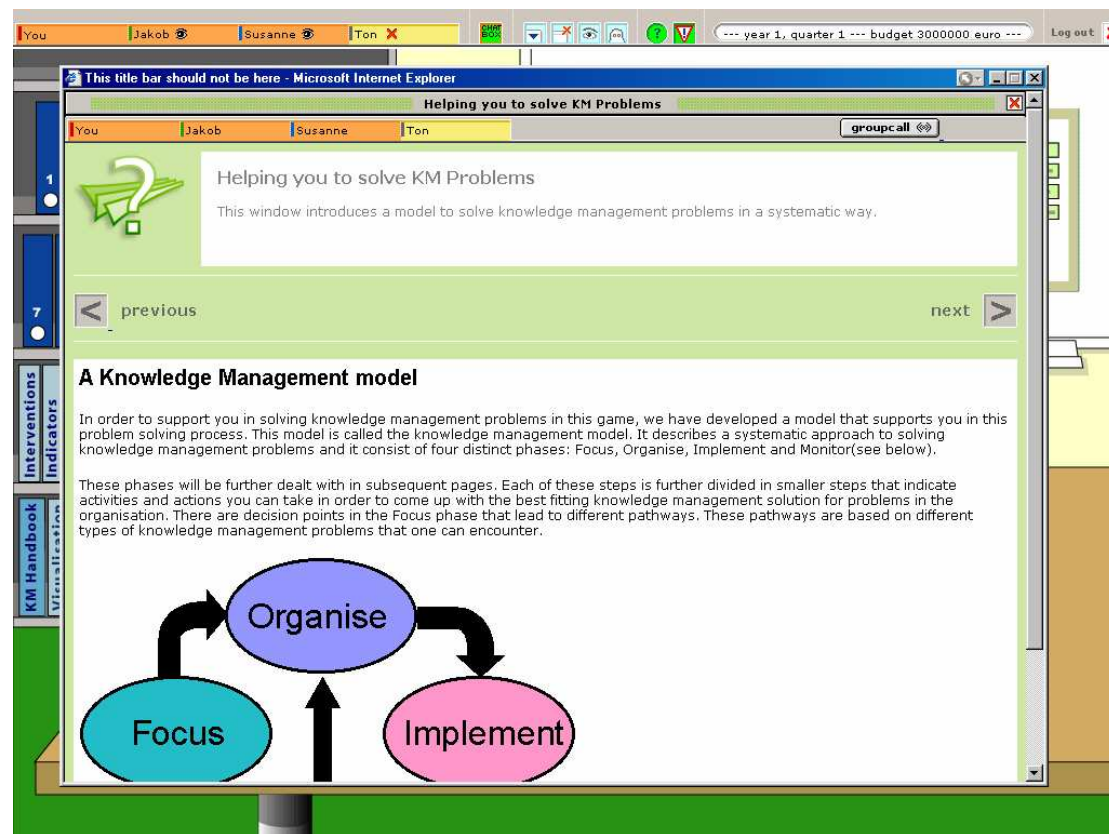 You Jakob Susanne Ton CHAT BOX ? --- year 1, quarter 1 --- budget 3000000 euro --- Log out
This title bar should not be here - Microsoft Internet Explorer
Helping you to solve KM Problems
You Jakob Susanne Ton groupcall
Helping you to solve KM Problems
This window introduces a model to solve knowledge management problems in a systematic way.
< previous next >
1
7
Interventions
Indicators
KM Handbook
Visualisation
A Knowledge Management model
In order to support you in solving knowledge management problems in this game, we have developed a model that supports you in this
problem solving process. This model is called the knowledge management model. It describes a systematic approach to solving
knowledge management problems and it consist of four distinct phases: Focus, Organise, Implement and Monitor(see below).
These phases will be further dealt with in subsequent pages. Each of these steps is further divided in smaller steps that indicate
activities and actions you can take in order to come up with the best fitting knowledge management solution for problems in the
organisation. There are decision points in the Focus phase that lead to different pathways. These pathways are based on different
types of knowledge management problems that one can encounter.
Organise
Focus
Implement